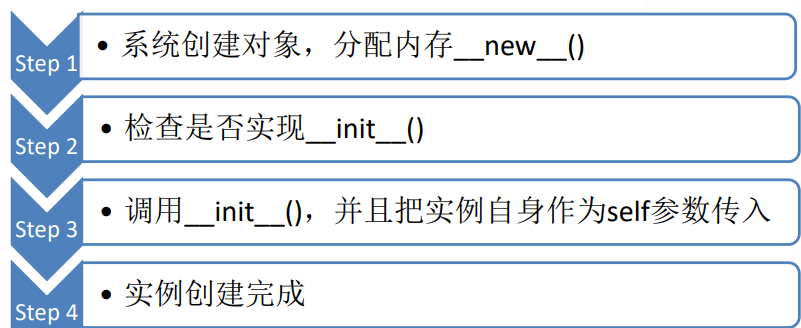 Step 1
• 系统创建对象，分配内存__new__()
Step 2
• 检查是否实现__init__()
Step 3
• 调用__init__()，并且把实例自身作为self参数传入
Step 4
• 实例创建完成